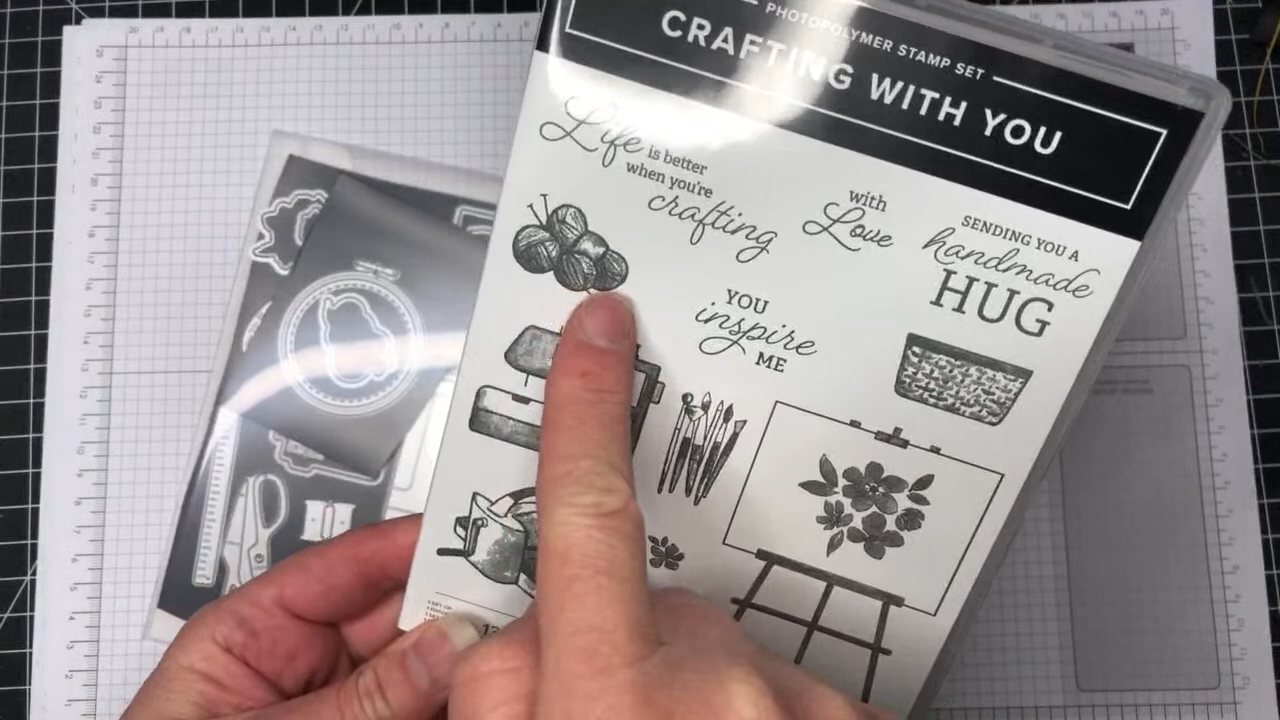 PHOTOPOLYMER STAMP SET
CRAFTING WITH YOU
Life is better
when you're
crafting
with
Love
SENDING YOU A
handmade
HUG
YOU
inspire
ME